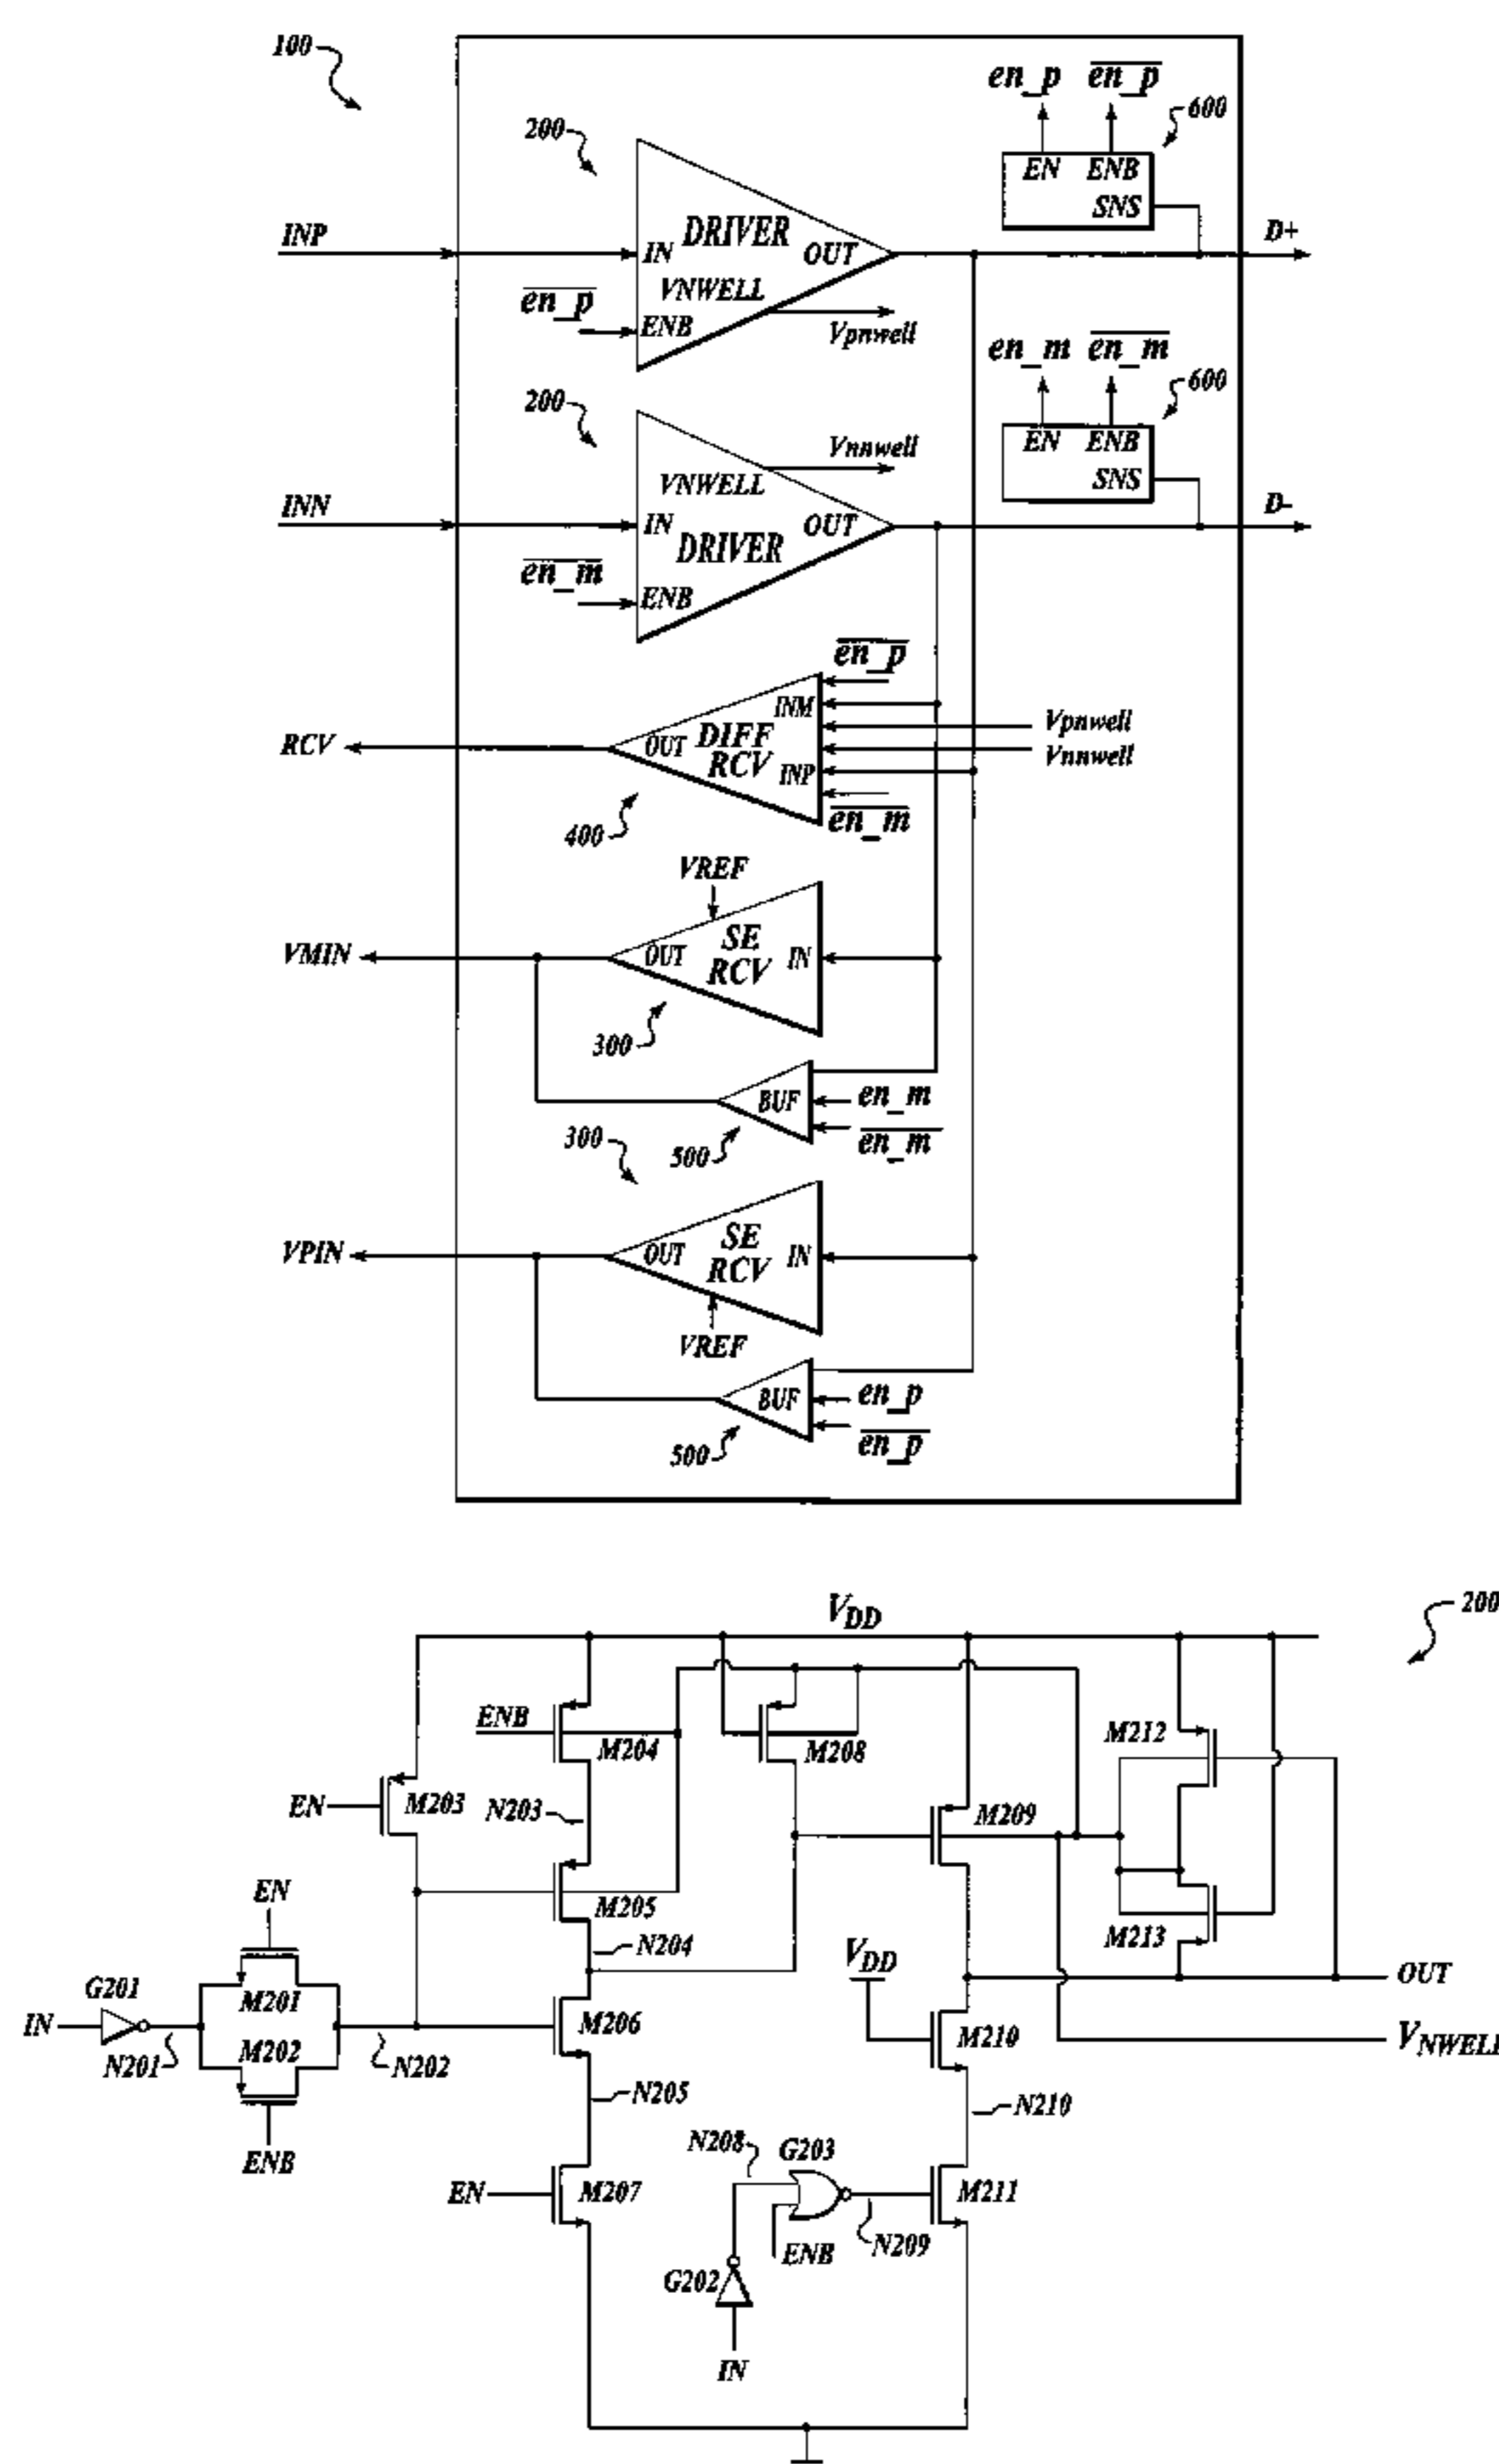 100
en_p
en_p
600
200
EN ENB
SNS
DRIVER
INP
IN
OUT
D+
VNWELL
en_p
ENB
Vpnwell
en_m
en_m
600
200
Vnnwell
EN ENB
SNS
VNWELL
INN
IN
OUT
D-
DRIVER
en_m
ENB
en_p
INM
Vpnwell
RCV
OUT
DIFF
RCV
INP
Vnnwell
en_m
400
VREF
VMIN
OUT
SE
RCV
IN
300
BUF
en_m
en_m
300
500
SE
RCV
VPIN
OUT
IN
VREF
BUF
en_p
en_p
500
VDD
200
ENB
M204
M208
M212
EN
M203
N203
M209
EN
M205
N204
VDD
M213
OUT
G201
M201
IN
M206
M210
VNWELL
N201
M202
N202
N205
N210
ENB
N208
G203
EN
M207
M211
ENB
N209
G202
IN